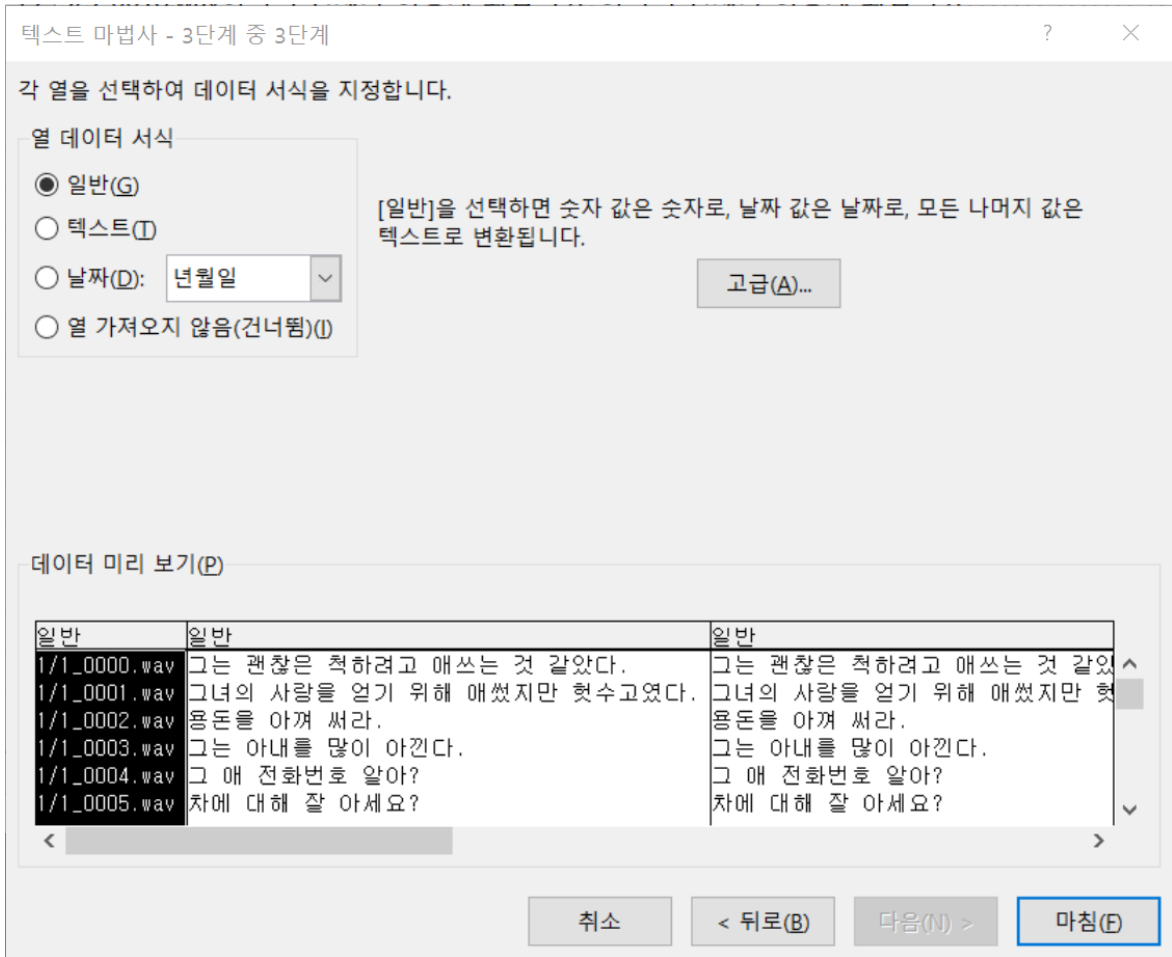 텍스트 마법사 - 3단계 중 3단계
각 열을 선택하여 데이터 서식을 지정합니다.
열 데이터 서식
일반(G)
텍스트(T)
날짜(D): 년월일
열 가져오지 않음(건너뜀)(I)
[일반]을 선택하면 숫자 값은 숫자로, 날짜 값은 날짜로, 모든 나머지 값은
텍스트로 변환됩니다.
고급(A)...
데이터 미리 보기(P)
일반 일반 일반
1/1_0000.wav 그는 괜찮은 척하려고 애쓰는 것 같았다. 그는 괜찮은 척하려고 애쓰는 것 같았
1/1_0001.wav 그녀의 사랑을 얻기 위해 애썼지만 헛수고였다. 그녀의 사랑을 얻기 위해 애썼지만 헛
1/1_0002.wav 용돈을 아껴 써라. 용돈을 아껴 써라.
1/1_0003.wav 그는 아내를 많이 아낀다. 그는 아내를 많이 아낀다.
1/1_0004.wav 그 애 전화번호 알아? 그 애 전화번호 알아?
1/1_0005.wav 차에 대해 잘 아세요? 차에 대해 잘 아세요?
취소 < 뒤로(B) 다음(N) > 마침(F)